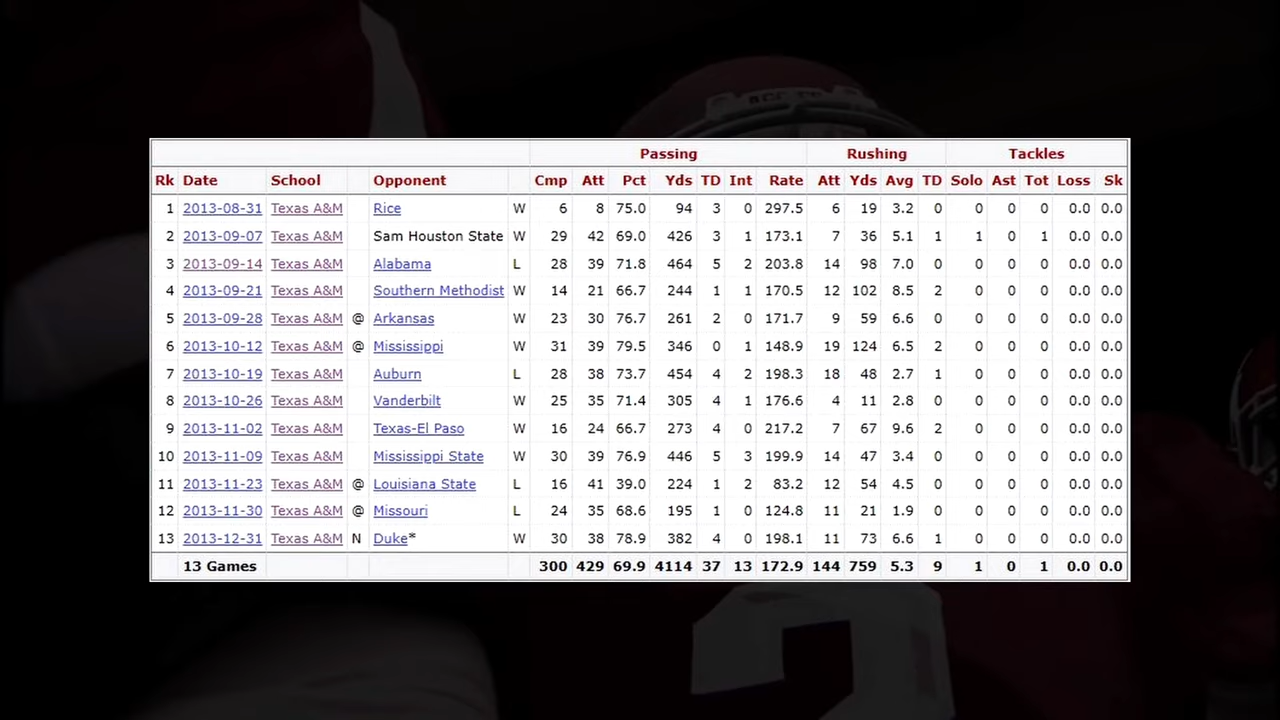 Passing Rushing Tackles
Rk Date School Opponent Cmp Att Pct Yds TD Int Rate Att Yds Avg TD Solo Ast Tot Loss Sk
1 2013-08-31 Texas A&M Rice W 6 8 75.0 94 3 0 297.5 6 19 3.2 0 0 0 0 0.0 0.0
2 2013-09-07 Texas A&M Sam Houston State W 29 42 69.0 426 3 1 173.1 7 36 5.1 1 1 0 1 0.0 0.0
3 2013-09-14 Texas A&M Alabama L 28 39 71.8 464 5 2 203.8 14 98 7.0 0 0 0 0 0.0 0.0
4 2013-09-21 Texas A&M Southern Methodist W 14 21 66.7 244 1 1 170.5 12 102 8.5 2 0 0 0 0.0 0.0
5 2013-09-28 Texas A&M @ Arkansas W 23 30 76.7 261 2 0 171.7 9 59 6.6 0 0 0 0 0.0 0.0
6 2013-10-12 Texas A&M @ Mississippi W 31 39 79.5 346 0 1 148.9 19 124 6.5 2 0 0 0 0.0 0.0
7 2013-10-19 Texas A&M Auburn L 28 38 73.7 454 4 2 198.3 18 48 2.7 1 0 0 0 0.0 0.0
8 2013-10-26 Texas A&M Vanderbilt W 25 35 71.4 305 4 1 176.6 4 11 2.8 0 0 0 0 0.0 0.0
9 2013-11-02 Texas A&M Texas-El Paso W 16 24 66.7 273 4 0 217.2 7 67 9.6 2 0 0 0 0.0 0.0
10 2013-11-09 Texas A&M Mississippi State W 30 39 76.9 446 5 3 199.9 14 47 3.4 0 0 0 0 0.0 0.0
11 2013-11-23 Texas A&M @ Louisiana State L 16 41 39.0 224 1 2 83.2 12 54 4.5 0 0 0 0 0.0 0.0
12 2013-11-30 Texas A&M @ Missouri L 24 35 68.6 195 1 0 124.8 11 21 1.9 0 0 0 0 0.0 0.0
13 2013-12-31 Texas A&M N Duke* W 30 38 78.9 382 4 0 198.1 11 73 6.6 1 0 0 0 0.0 0.0
13 Games 300 429 69.9 4114 37 13 172.9 144 759 5.3 9 1 0 1 0.0 0.0
2